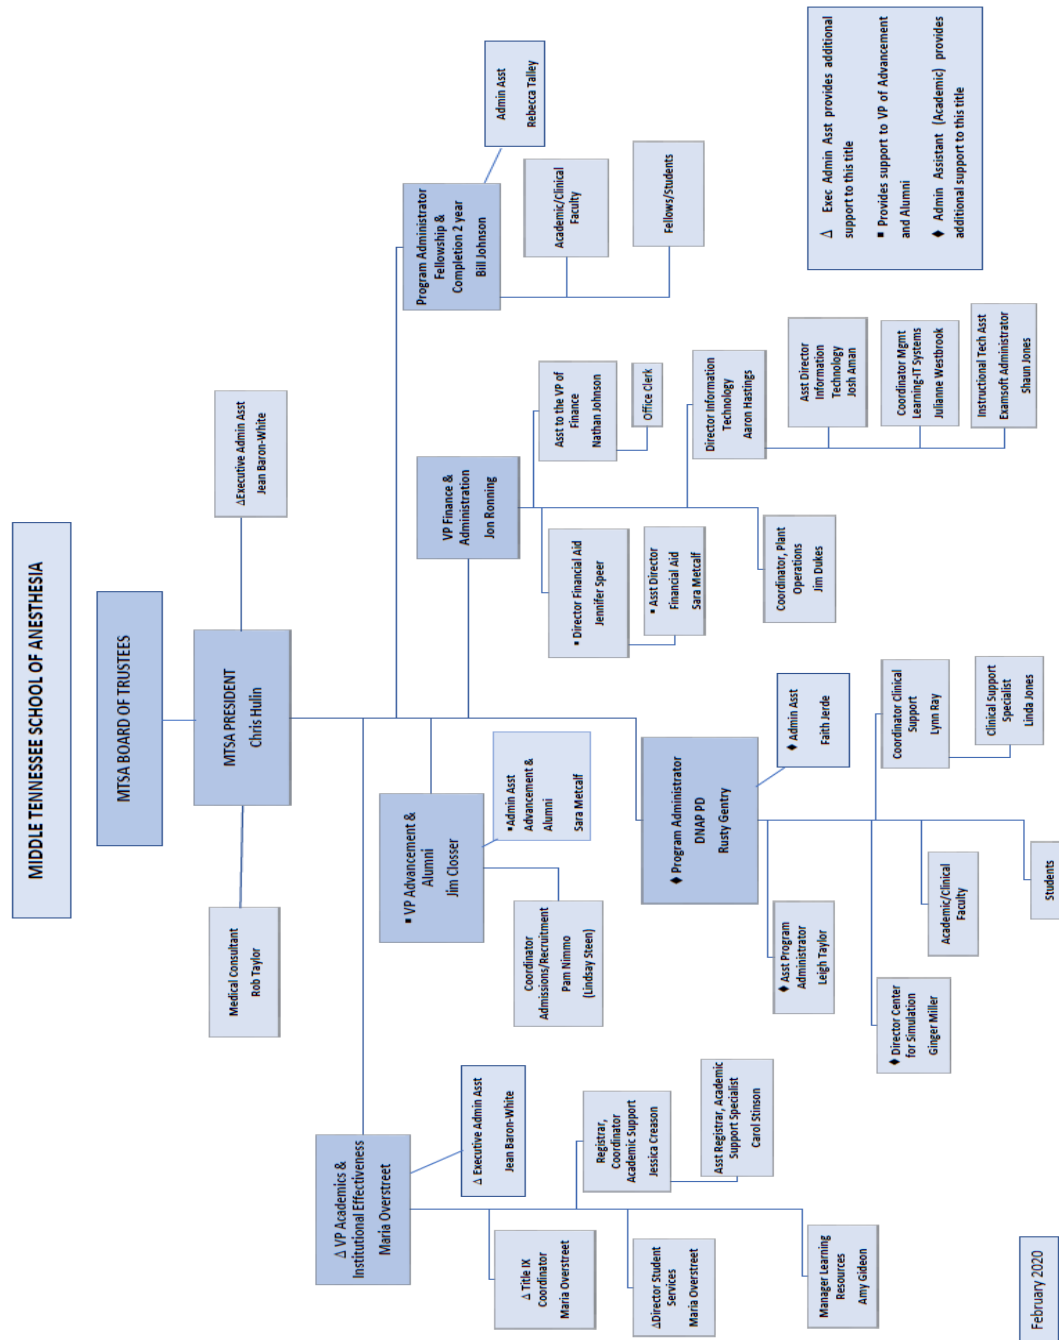 MIDDLE TENNESSEE SCHOOL OF ANESTHESIA
MTSA BOARD OF TRUSTEES
MTSA PRESIDENT
Chris Hulin
Medical Consultant
Rob Taylor
ΔExecutive Admin Asst
Jean Baron-White
Δ VP Academics &
Institutional Effectiveness
Maria Overstreet
Δ Executive Admin Asst
Jean Baron-White
Δ Title IX
Coordinator
Maria Overstreet
Registrar,
Coordinator
Academic Support
Jessica Creason
Asst Registrar, Academic
Support Specialist
Carol Stinson
ΔDirector Student
Services
Maria Overstreet
Manager Learning
Resources
Amy Gideon
▪ VP Advancement &
Alumni
Jim Closser
▪Admin Asst
Advancement &
Alumni
Sara Metcalf
Coordinator
Admissions/Recruitment
Pam Nimmo
(Lindsay Steen)
♦ Program Administrator
DNAP PD
Rusty Gentry
♦ Admin Asst
Faith Jerde
♦ Asst Program
Administrator
Leigh Taylor
Coordinator Clinical
Support
Lynn Ray
Clinical Support
Specialist
Linda Jones
♦ Director Center
for Simulation
Ginger Miller
Academic/Clinical
Faculty
Students
VP Finance &
Administration
Jon Ronning
Asst to the VP of
Finance
Nathan Johnson
Office Clerk
▪ Director Financial Aid
Jennifer Speer
▪ Asst Director
Financial Aid
Sara Metcalf
Director Information
Technology
Aaron Hastings
Asst Director
Information
Technology
Josh Aman
Coordinator Mgmt
Learning-IT Systems
Julianne Westbrook
Instructional Tech Asst
Examsoft Administrator
Shaun Jones
Coordinator, Plant
Operations
Jim Dukes
Program Administrator
Fellowship &
Completion 2 year
Bill Johnson
Admin Asst
Rebecca Talley
Academic/Clinical
Faculty
Fellows/Students
Δ Exec Admin Asst provides additional
support to this title
▪ Provides support to VP of Advancement
and Alumni
♦ Admin Assistant (Academic) provides
additional support to this title
February 2020